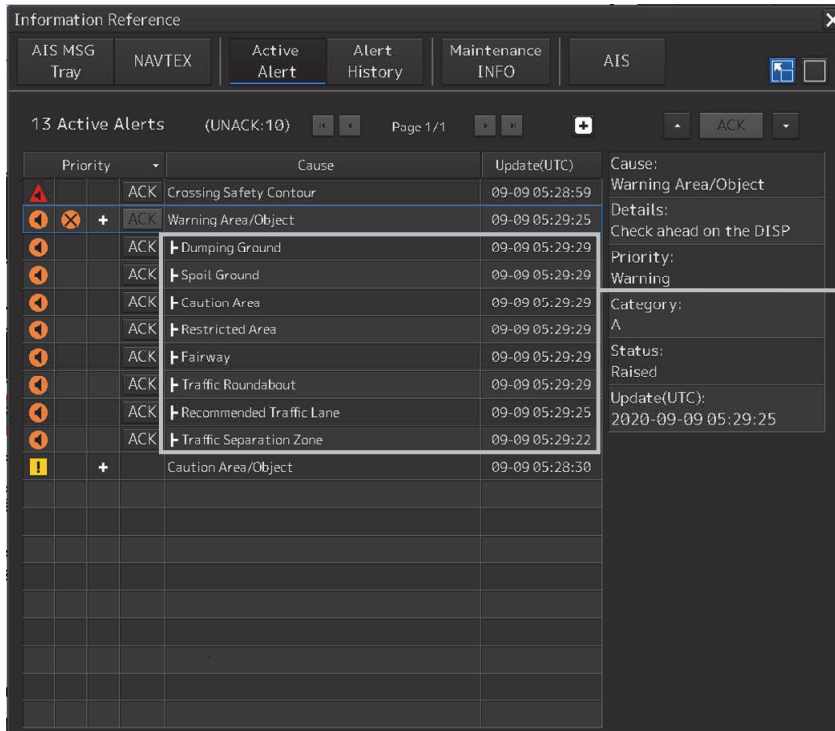 Information Reference
AIS MSG Tray NAVTEX Active Alert Alert History Maintenance INFO AIS
13 Active Alerts (UNACK:10) Page 1/1 ACK
Priority Cause Update(UTC)
ACK Crossing Safety Contour 09-09 05:28:59
ACK Warning Area/Object 09-09 05:29:25
ACK Dumping Ground 09-09 05:29:29
ACK Spoil Ground 09-09 05:29:29
ACK Caution Area 09-09 05:29:29
ACK Restricted Area 09-09 05:29:29
ACK Fairway 09-09 05:29:29
ACK Traffic Roundabout 09-09 05:29:29
ACK Recommended Traffic Lane 09-09 05:29:25
ACK Traffic Separation Zone 09-09 05:29:22
Caution Area/Object 09-09 05:28:30
Cause:
Warning Area/Object
Details:
Check ahead on the DISP
Priority:
Warning
Category:
A
Status:
Raised
Update(UTC):
2020-09-09 05:29:25